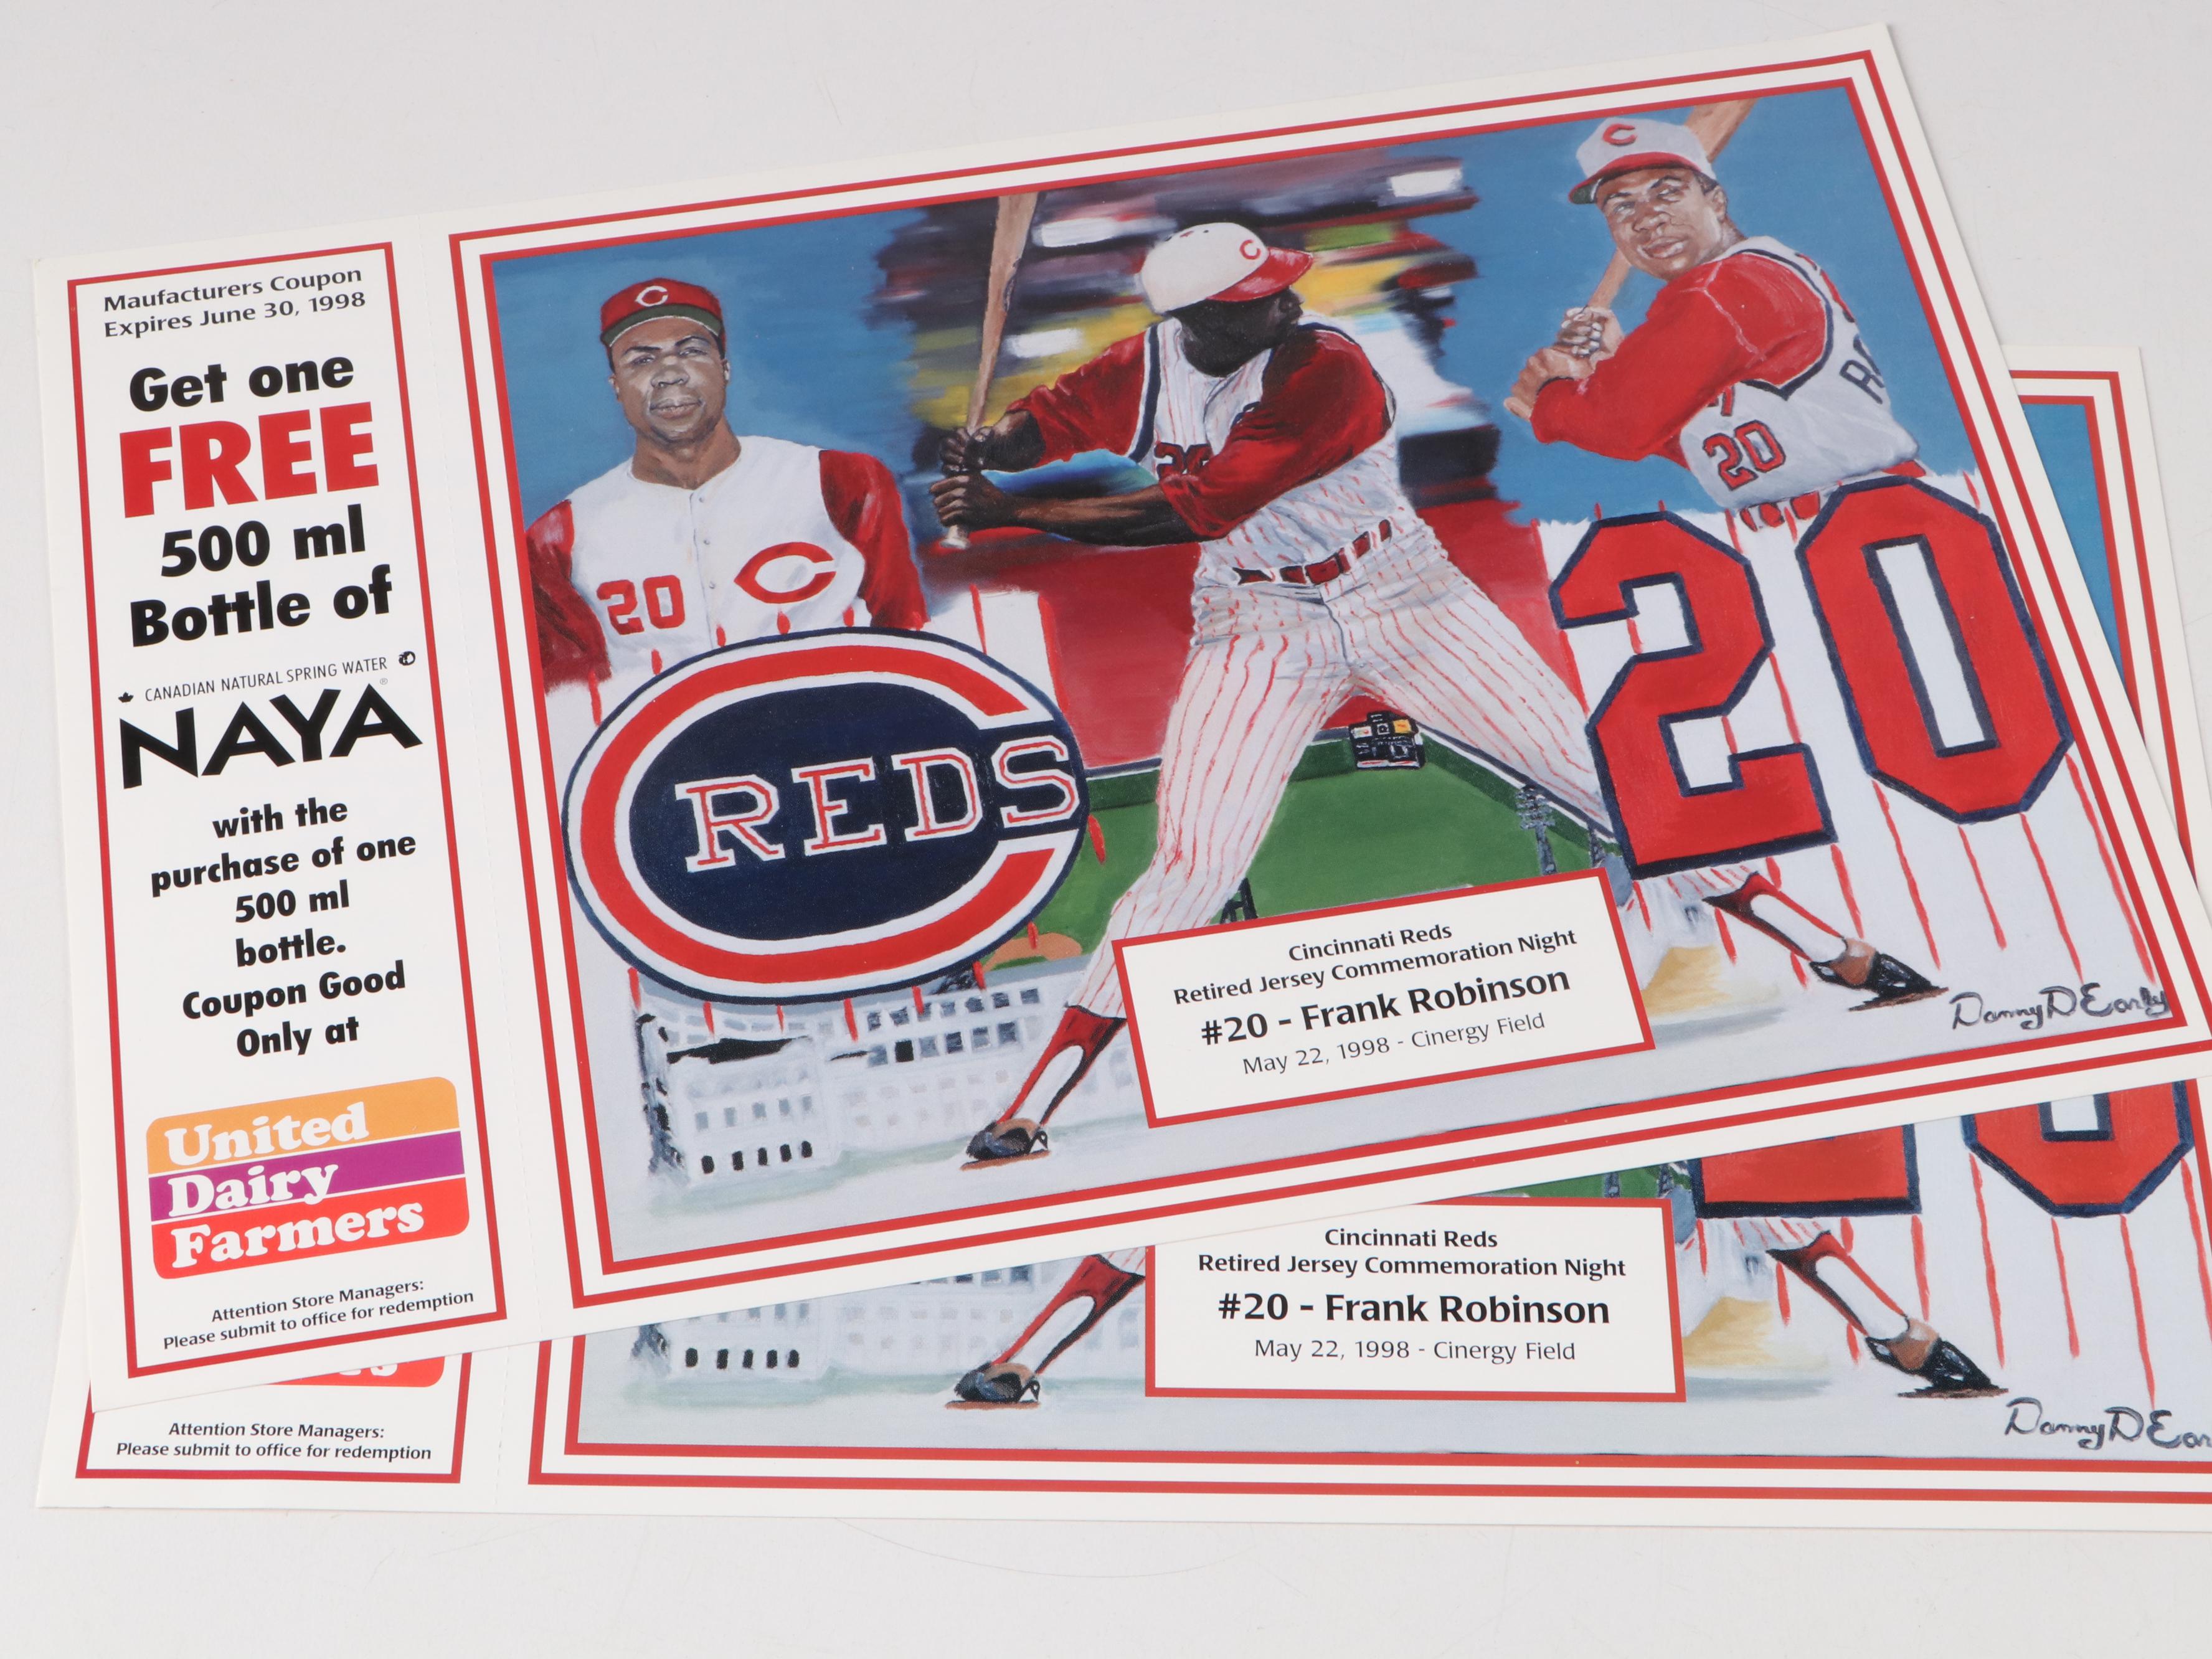 Maufacturers Coupon
Expires June 30, 1998
Get one
FREE
500 ml
Bottle of
CANADIAN NATURAL SPRING WATER
NAYA®
with the
purchase of one
500 ml
bottle.
Coupon Good
Only at
United
Dairy
Farmers
Attention Store Managers:
Please submit to office for redemption
C
20 C
C
20
C
20
REDS
20
Cincinnati Reds
Retired Jersey Commemoration Night
#20 - Frank Robinson
May 22, 1998 - Cinergy Field
Danny D Early
Attention Store Managers:
Please submit to office for redemption
Cincinnati Reds
Retired Jersey Commemoration Night
#20 - Frank Robinson
May 22, 1998 - Cinergy Field
Danny D Ear